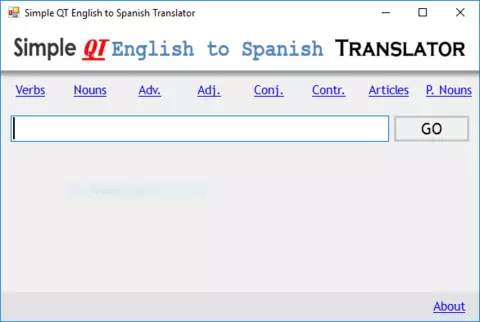 Simple QT English to Spanish Translator
Simple QT English to Spanish TRANSLATOR
Verbs Nouns Adv. Adj. Conj. Contr. Articles P. Nouns
GO
About